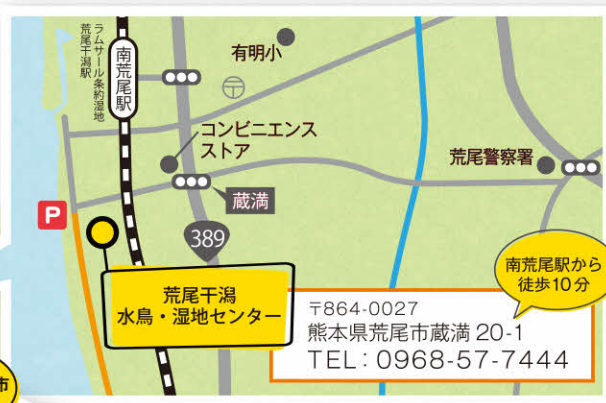 有明小
ラムサール条約湿地
荒尾干潟駅
南荒尾駅
〒
コンビニエンス
ストア
荒尾警察署
蔵満
P
389
荒尾干潟
水鳥・湿地センター
南荒尾駅から
徒歩10分
〒864-0027
熊本県荒尾市蔵満 20-1
TEL：0968-57-7444
市